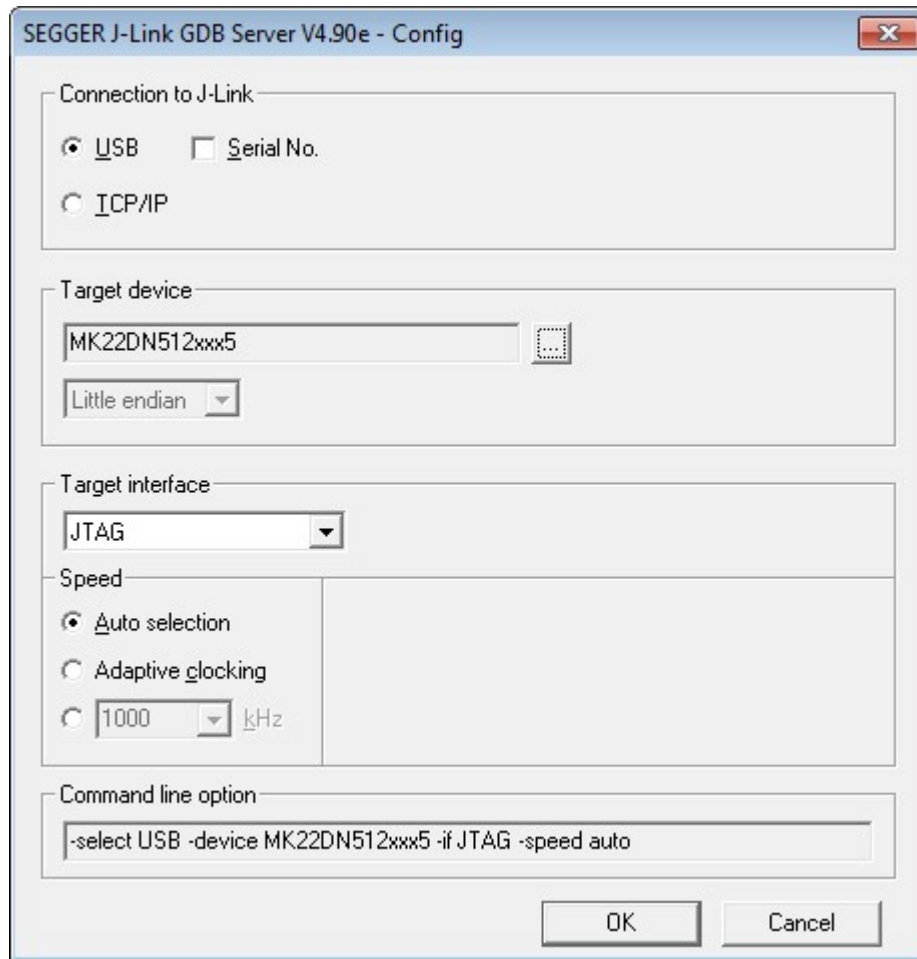 SEGGER J-Link GDB Server V4.90e - Config
Connection to J-Link
USB Serial No.
TCP/IP
Target device
MK22DN512xxx5 ...
Little endian
Target interface
JTAG
Speed
Auto selection
Adaptive clocking
1000 kHz
Command line option
-select USB -device MK22DN512xxx5 -if JTAG -speed auto
OK Cancel